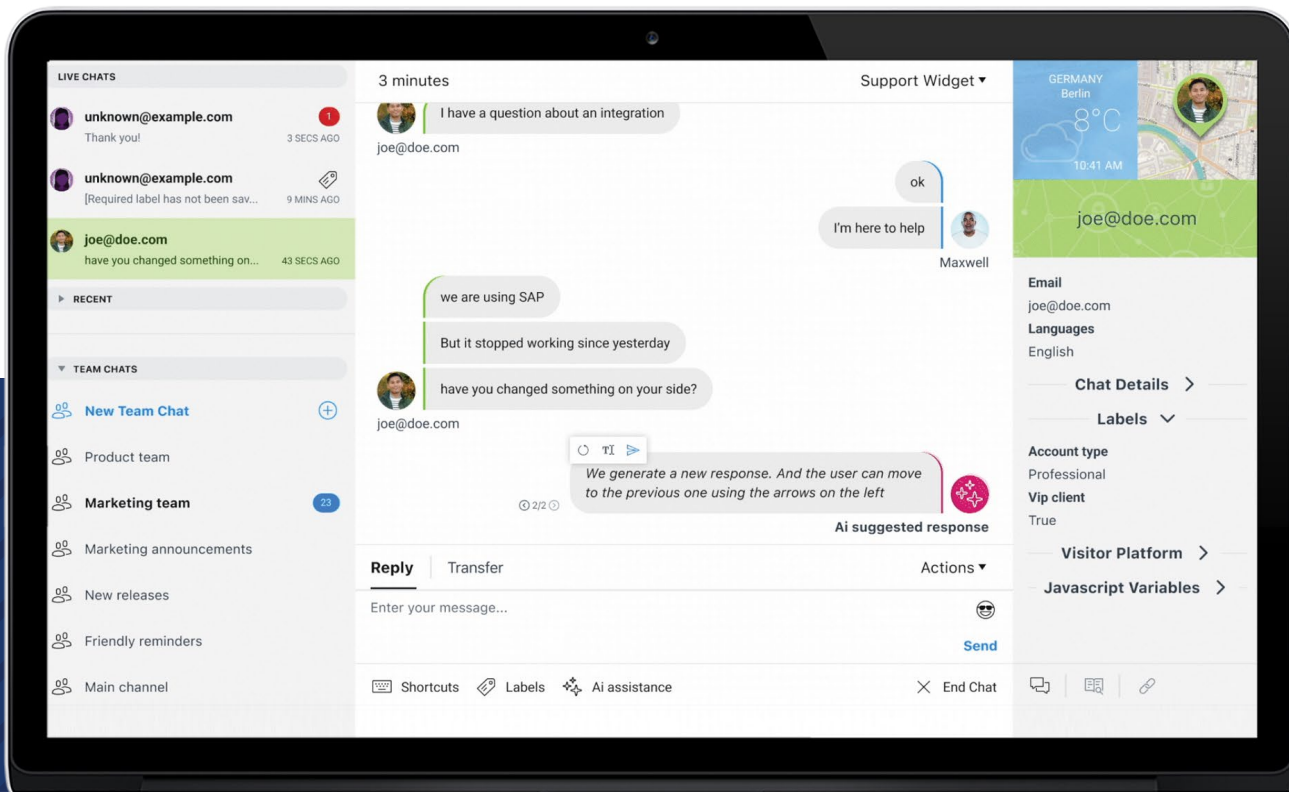 LIVE CHATS
unknown@example.com
1
Thank you!
3 SECS AGO
unknown@example.com
[Required label has not been sav...
9 MINS AGO
joe@doe.com
have you changed something on...
43 SECS AGO
RECENT
TEAM CHATS
New Team Chat
Product team
Marketing team
23
Marketing announcements
New releases
Friendly reminders
Main channel
3 minutes
Support Widget
I have a question about an integration
joe@doe.com
ok
I'm here to help
Maxwell
we are using SAP
But it stopped working since yesterday
have you changed something on your side?
joe@doe.com
TI
We generate a new response. And the user can move
to the previous one using the arrows on the left
2/2
Ai suggested response
Reply
Transfer
Actions
Enter your message...
Send
Shortcuts
Labels
Ai assistance
End Chat
GERMANY
Berlin
8°C
10:41 AM
joe@doe.com
Email
joe@doe.com
Languages
English
Chat Details
Labels
Account type
Professional
Vip client
True
Visitor Platform
Javascript Variables